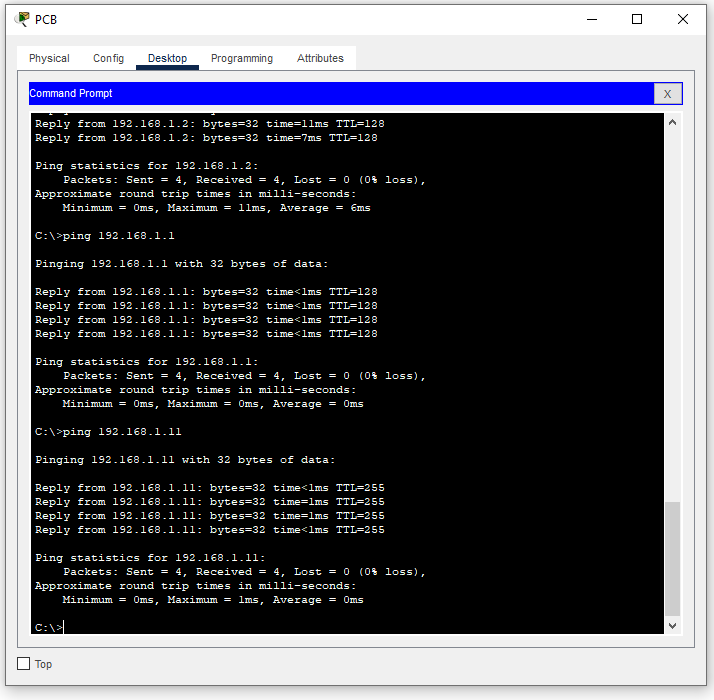 PCB
Physical Config Desktop Programming Attributes
Command Prompt X
Reply from 192.168.1.2: bytes=32 time=11ms TTL=128
Reply from 192.168.1.2: bytes=32 time=7ms TTL=128
Ping statistics for 192.168.1.2:
Packets: Sent = 4, Received = 4, Lost = 0 (0% loss),
Approximate round trip times in milli-seconds:
Minimum = 0ms, Maximum = 11ms, Average = 6ms
C:\>ping 192.168.1.1
Pinging 192.168.1.1 with 32 bytes of data:
Reply from 192.168.1.1: bytes=32 time<1ms TTL=128
Reply from 192.168.1.1: bytes=32 time<1ms TTL=128
Reply from 192.168.1.1: bytes=32 time<1ms TTL=128
Reply from 192.168.1.1: bytes=32 time<1ms TTL=128
Ping statistics for 192.168.1.1:
Packets: Sent = 4, Received = 4, Lost = 0 (0% loss),
Approximate round trip times in milli-seconds:
Minimum = 0ms, Maximum = 0ms, Average = 0ms
C:\>ping 192.168.1.11
Pinging 192.168.1.11 with 32 bytes of data:
Reply from 192.168.1.11: bytes=32 time<1ms TTL=255
Reply from 192.168.1.11: bytes=32 time=1ms TTL=255
Reply from 192.168.1.11: bytes=32 time=1ms TTL=255
Reply from 192.168.1.11: bytes=32 time<1ms TTL=255
Ping statistics for 192.168.1.11:
Packets: Sent = 4, Received = 4, Lost = 0 (0% loss),
Approximate round trip times in milli-seconds:
Minimum = 0ms, Maximum = 1ms, Average = 0ms
C:\>
Top